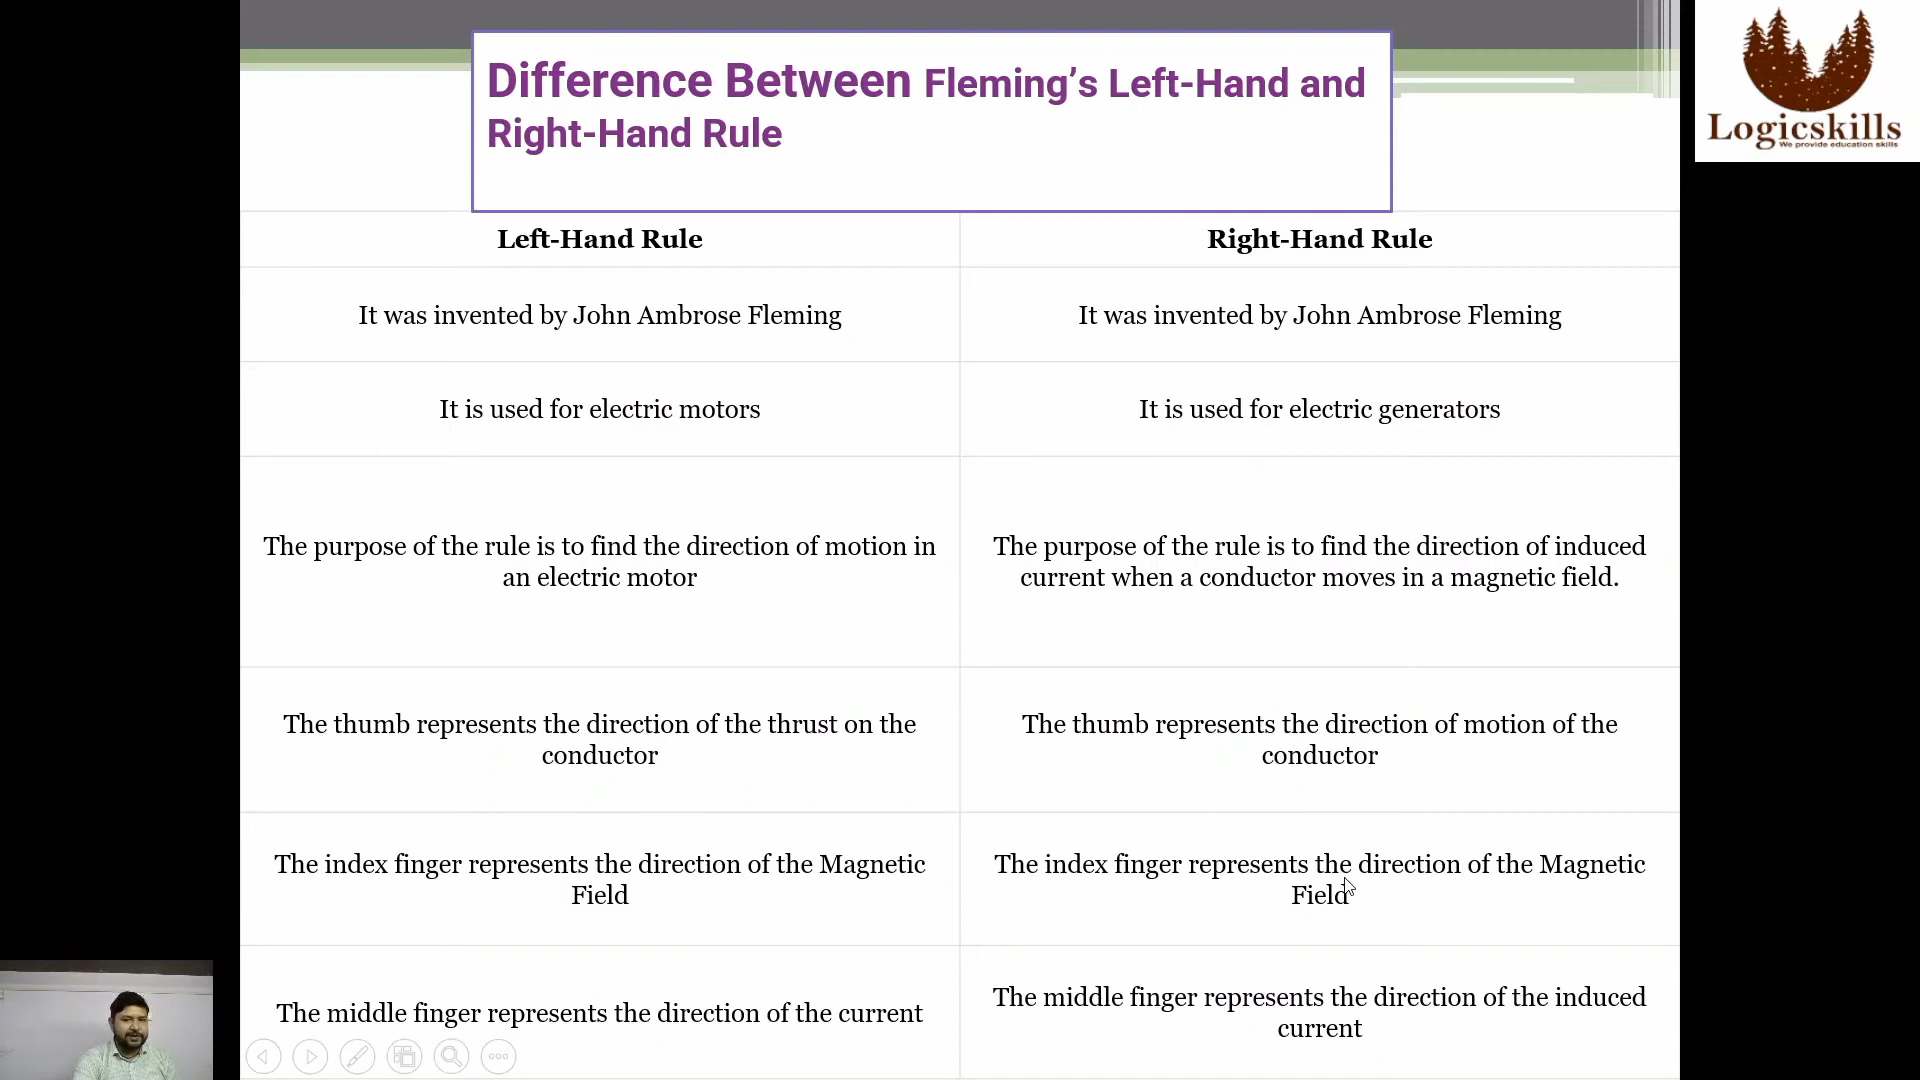 Difference Between Fleming’s Left-Hand and
Right-Hand Rule
Logicskills
We provide education skills
Left-Hand Rule
Right-Hand Rule
It was invented by John Ambrose Fleming
It was invented by John Ambrose Fleming
It is used for electric motors
It is used for electric generators
The purpose of the rule is to find the direction of motion in
an electric motor
The purpose of the rule is to find the direction of induced
current when a conductor moves in a magnetic field.
The thumb represents the direction of the thrust on the
conductor
The thumb represents the direction of motion of the
conductor
The index finger represents the direction of the Magnetic
Field
The index finger represents the direction of the Magnetic
Field
The middle finger represents the direction of the current
The middle finger represents the direction of the induced
current